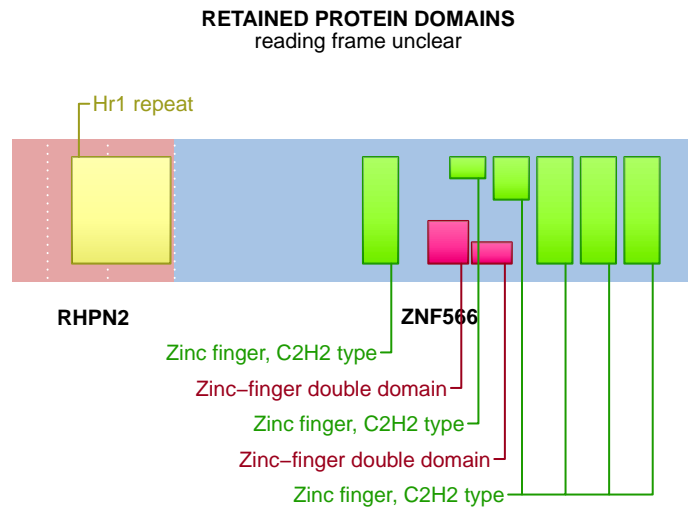 RETAINED PROTEIN DOMAINS
reading frame unclear
Hr1 repeat
RHPN2
ZNF566
Zinc finger, C2H2 type
Zinc−finger double domain
Zinc finger, C2H2 type
Zinc−finger double domain
Zinc finger, C2H2 type